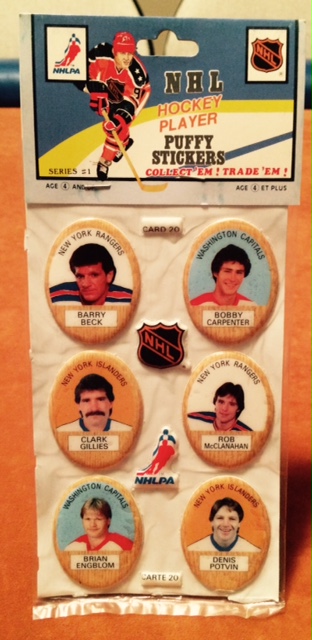 NHLPA
NHL
9
NHL
HOCKEY
PLAYER
PUFFY
STICKERS
COLLECT 'EM! TRADE 'EM!
SERIES #1
AGE 4 AND
AGE 4 ET PLUS
CARD 20
NEW YORK RANGERS
BARRY
BECK
WASHINGTON CAPITALS
BOBBY
CARPENTER
NHL
NEW YORK ISLANDERS
CLARK
GILLIES
NEW YORK RANGERS
ROB
McCLANAHAN
NHLPA
WASHINGTON CAPITALS
BRIAN
ENGBLOM
NEW YORK ISLANDERS
DENIS
POTVIN
CARTE 20